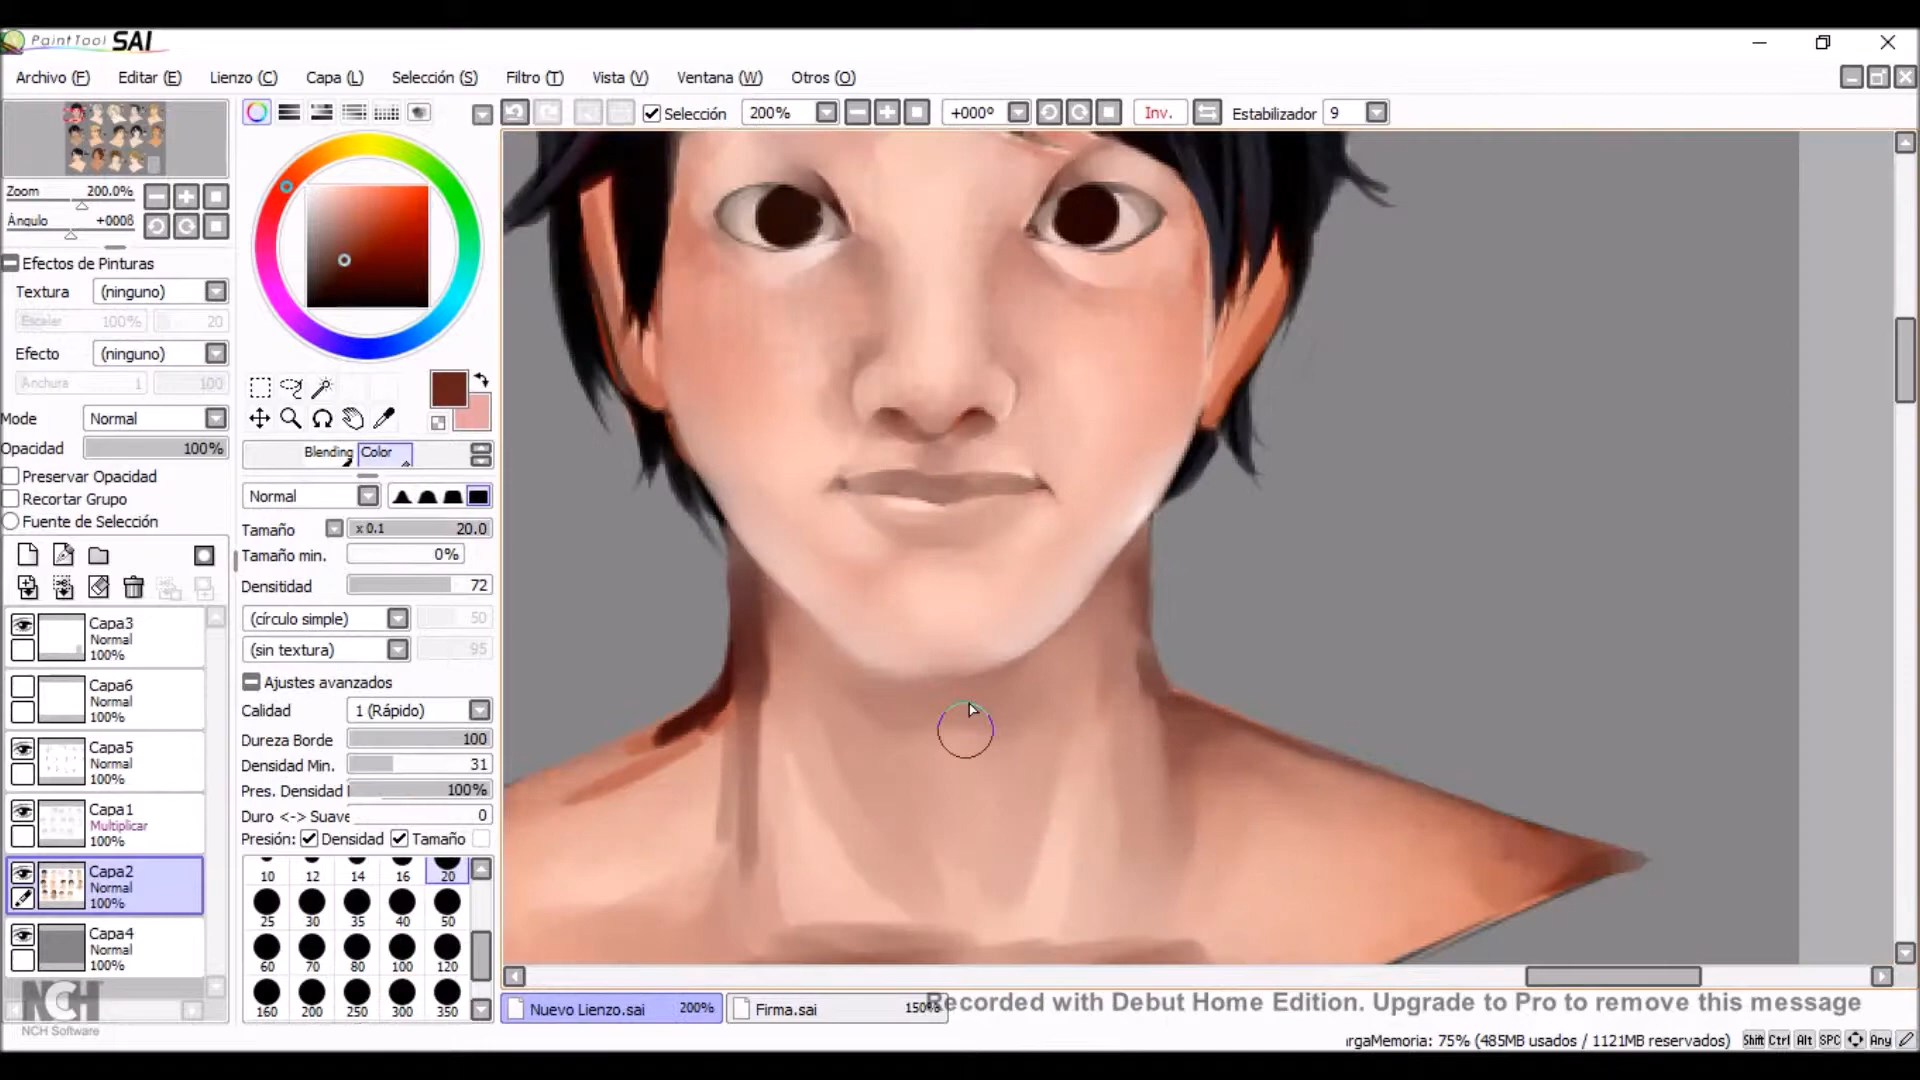 PaintTool SAI
Archivo (F) Editar (E) Lienzo (C) Capa (L) Selección (S) Filtro (T) Vista (V) Ventana (W) Otros (O)
Selección 200% +000º Inv. Estabilizador 9
Zoom 200.0%
Ángulo +000ß
Efectos de Pinturas
Textura (ninguno)
Escaler 100% 20
Efecto (ninguno)
Anchura 1 100
Mode Normal
Opacidad 100%
Preservar Opacidad
Recortar Grupo
Fuente de Selección
Capa3
Normal
100%
Capa6
Normal
100%
Capa5
Normal
100%
Capa1
Multiplicar
100%
Capa2
Normal
100%
Capa4
Normal
100%
NCH
NCH Software
Blending Color
Normal
Tamaño x 0.1 20.0
Tamaño min. 0%
Densitidad 72
(círculo simple) 50
(sin textura) 95
Ajustes avanzados
Calidad 1 (Rápido)
Dureza Borde 100
Densidad Min. 31
Pres. Densidad 100%
Duro <-> Suave 0
Presión: Densidad Tamaño
10 12 14 16 20
25 30 35 40 50
60 70 80 100 120
160 200 250 300 350
Nuevo Lienzo.sai 200% Firma.sai 150%
Recorded with Debut Home Edition. Upgrade to Pro to remove this message
rgaMemoria: 75% (485MB usados / 1121MB reservados) Shift Ctrl Alt SPC Any